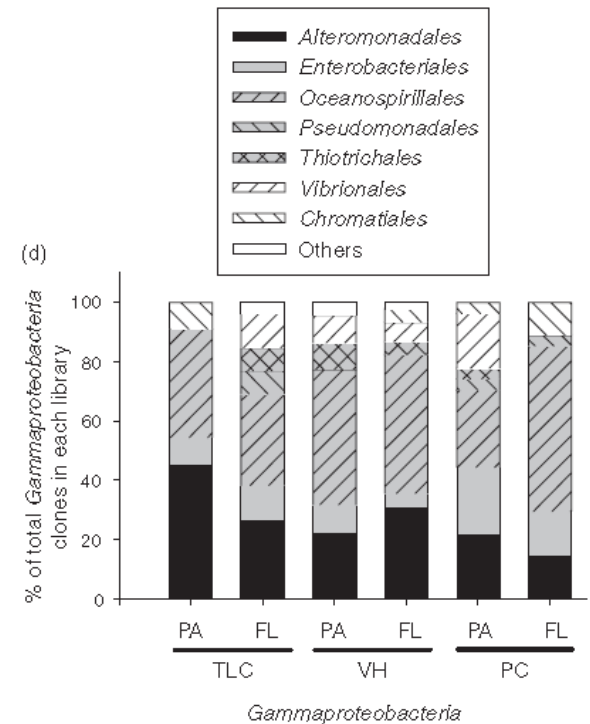 Alteromonadales
Enterobacteriales
Oceanospirillales
Pseudomonadales
Thiotrichales
Vibrionales
Chromatiales
Others
(d)
% of total Gammaproteobacteria
clones in each library
100
80
60
40
20
0
PA FL PA FL PA FL
TLC VH PC
Gammaproteobacteria